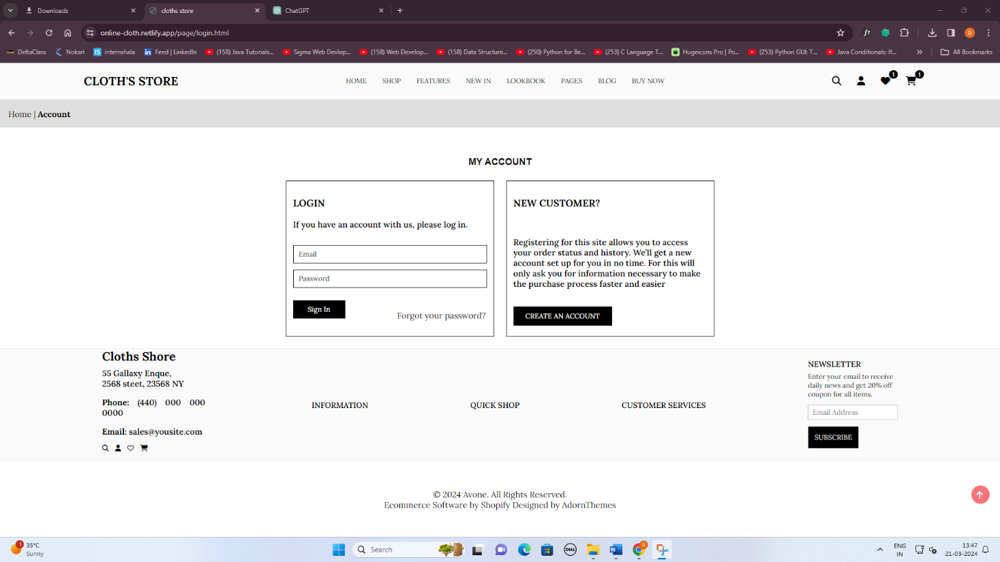 Downloads
cloths store
ChatGPT
online-cloth.netlify.app/page/login.html
DeltaClass
Nokari
internshala
Feed | LinkedIn
(158) Java Tutorials...
Sigma Web Devlop...
(158) Web Develop...
(158) Data Structure...
(250) Python for Be...
(253) C Language T...
Hugeicons Pro | Po...
(253) Python GUI: T...
Java Conditionals: If...
All Bookmarks
CLOTH'S STORE
HOME SHOP FEATURES NEW IN LOOKBOOK PAGES BLOG BUY NOW
1
1
Home | Account
MY ACCOUNT
LOGIN
If you have an account with us, please log in.
Email
Password
Sign In
Forgot your password?
NEW CUSTOMER?
Registering for this site allows you to access
your order status and history. We'll get a new
account set up for you in no time. For this will
only ask you for information necessary to make
the purchase process faster and easier
CREATE AN ACCOUNT
Cloths Shore
55 Gallaxy Enque,
2568 steet, 23568 NY
Phone: (440) 000 000
0000
Email: sales@yousite.com
INFORMATION
QUICK SHOP
CUSTOMER SERVICES
NEWSLETTER
Enter your email to receive
daily news and get 20% off
coupon for all items.
Email Address
SUBSCRIBE
© 2024 Avone. All Rights Reserved.
Ecommerce Software by Shopify Designed by AdornThemes
1
35°C
Sunny
Search
DELL
W
D
ENG
IN
13:47
21-03-2024